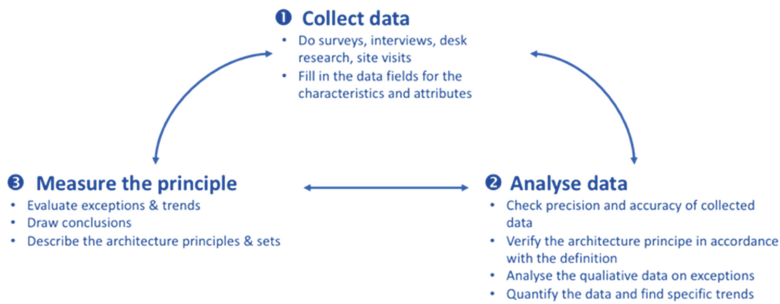 ❶ Collect data
• Do surveys, interviews, desk
research, site visits
• Fill in the data fields for the
characteristics and attributes
❸ Measure the principle
• Evaluate exceptions & trends
• Draw conclusions
• Describe the architecture principles & sets
❷ Analyse data
• Check precision and accuracy of collected
data
• Verify the architecture principe in accordance
with the definition
• Analyse the qualiative data on exceptions
• Quantify the data and find specific trends